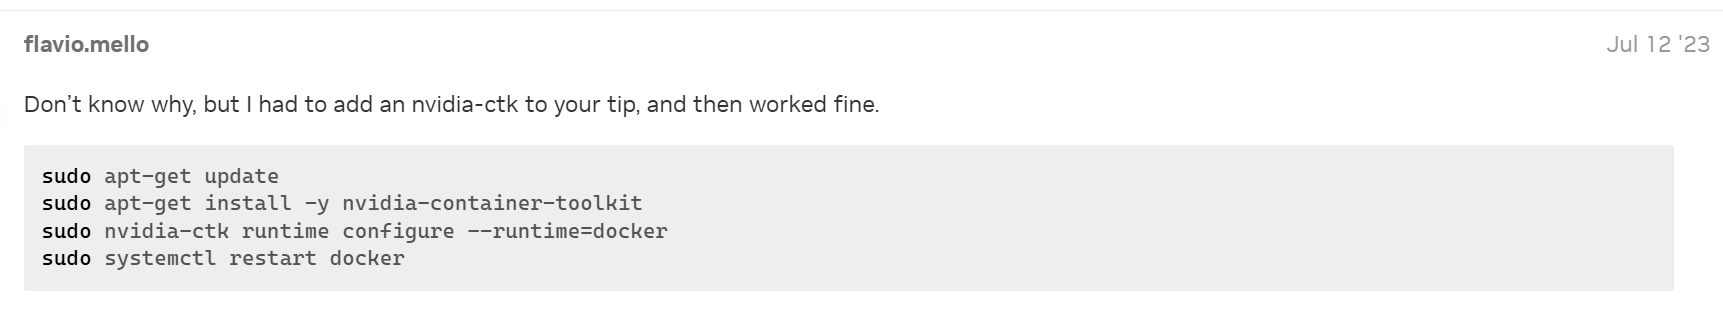 flavio.mello
Jul 12 '23
Don’t know why, but I had to add an nvidia-ctk to your tip, and then worked fine.
sudo apt-get update
sudo apt-get install -y nvidia-container-toolkit
sudo nvidia-ctk runtime configure --runtime=docker
sudo systemctl restart docker